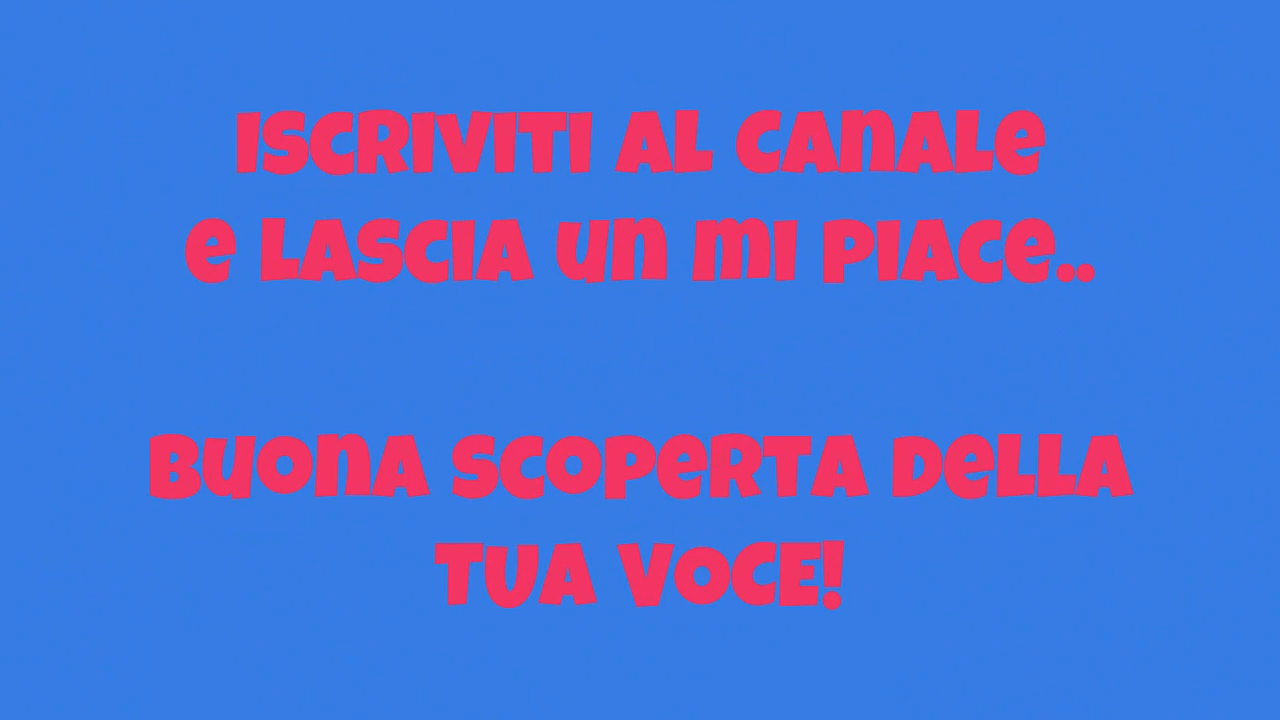 ISCRIVITI AL CANALE
e LASCIA un mi PIACe..
BUONA SCOPeRTA DeLLA
TUA VOCE!